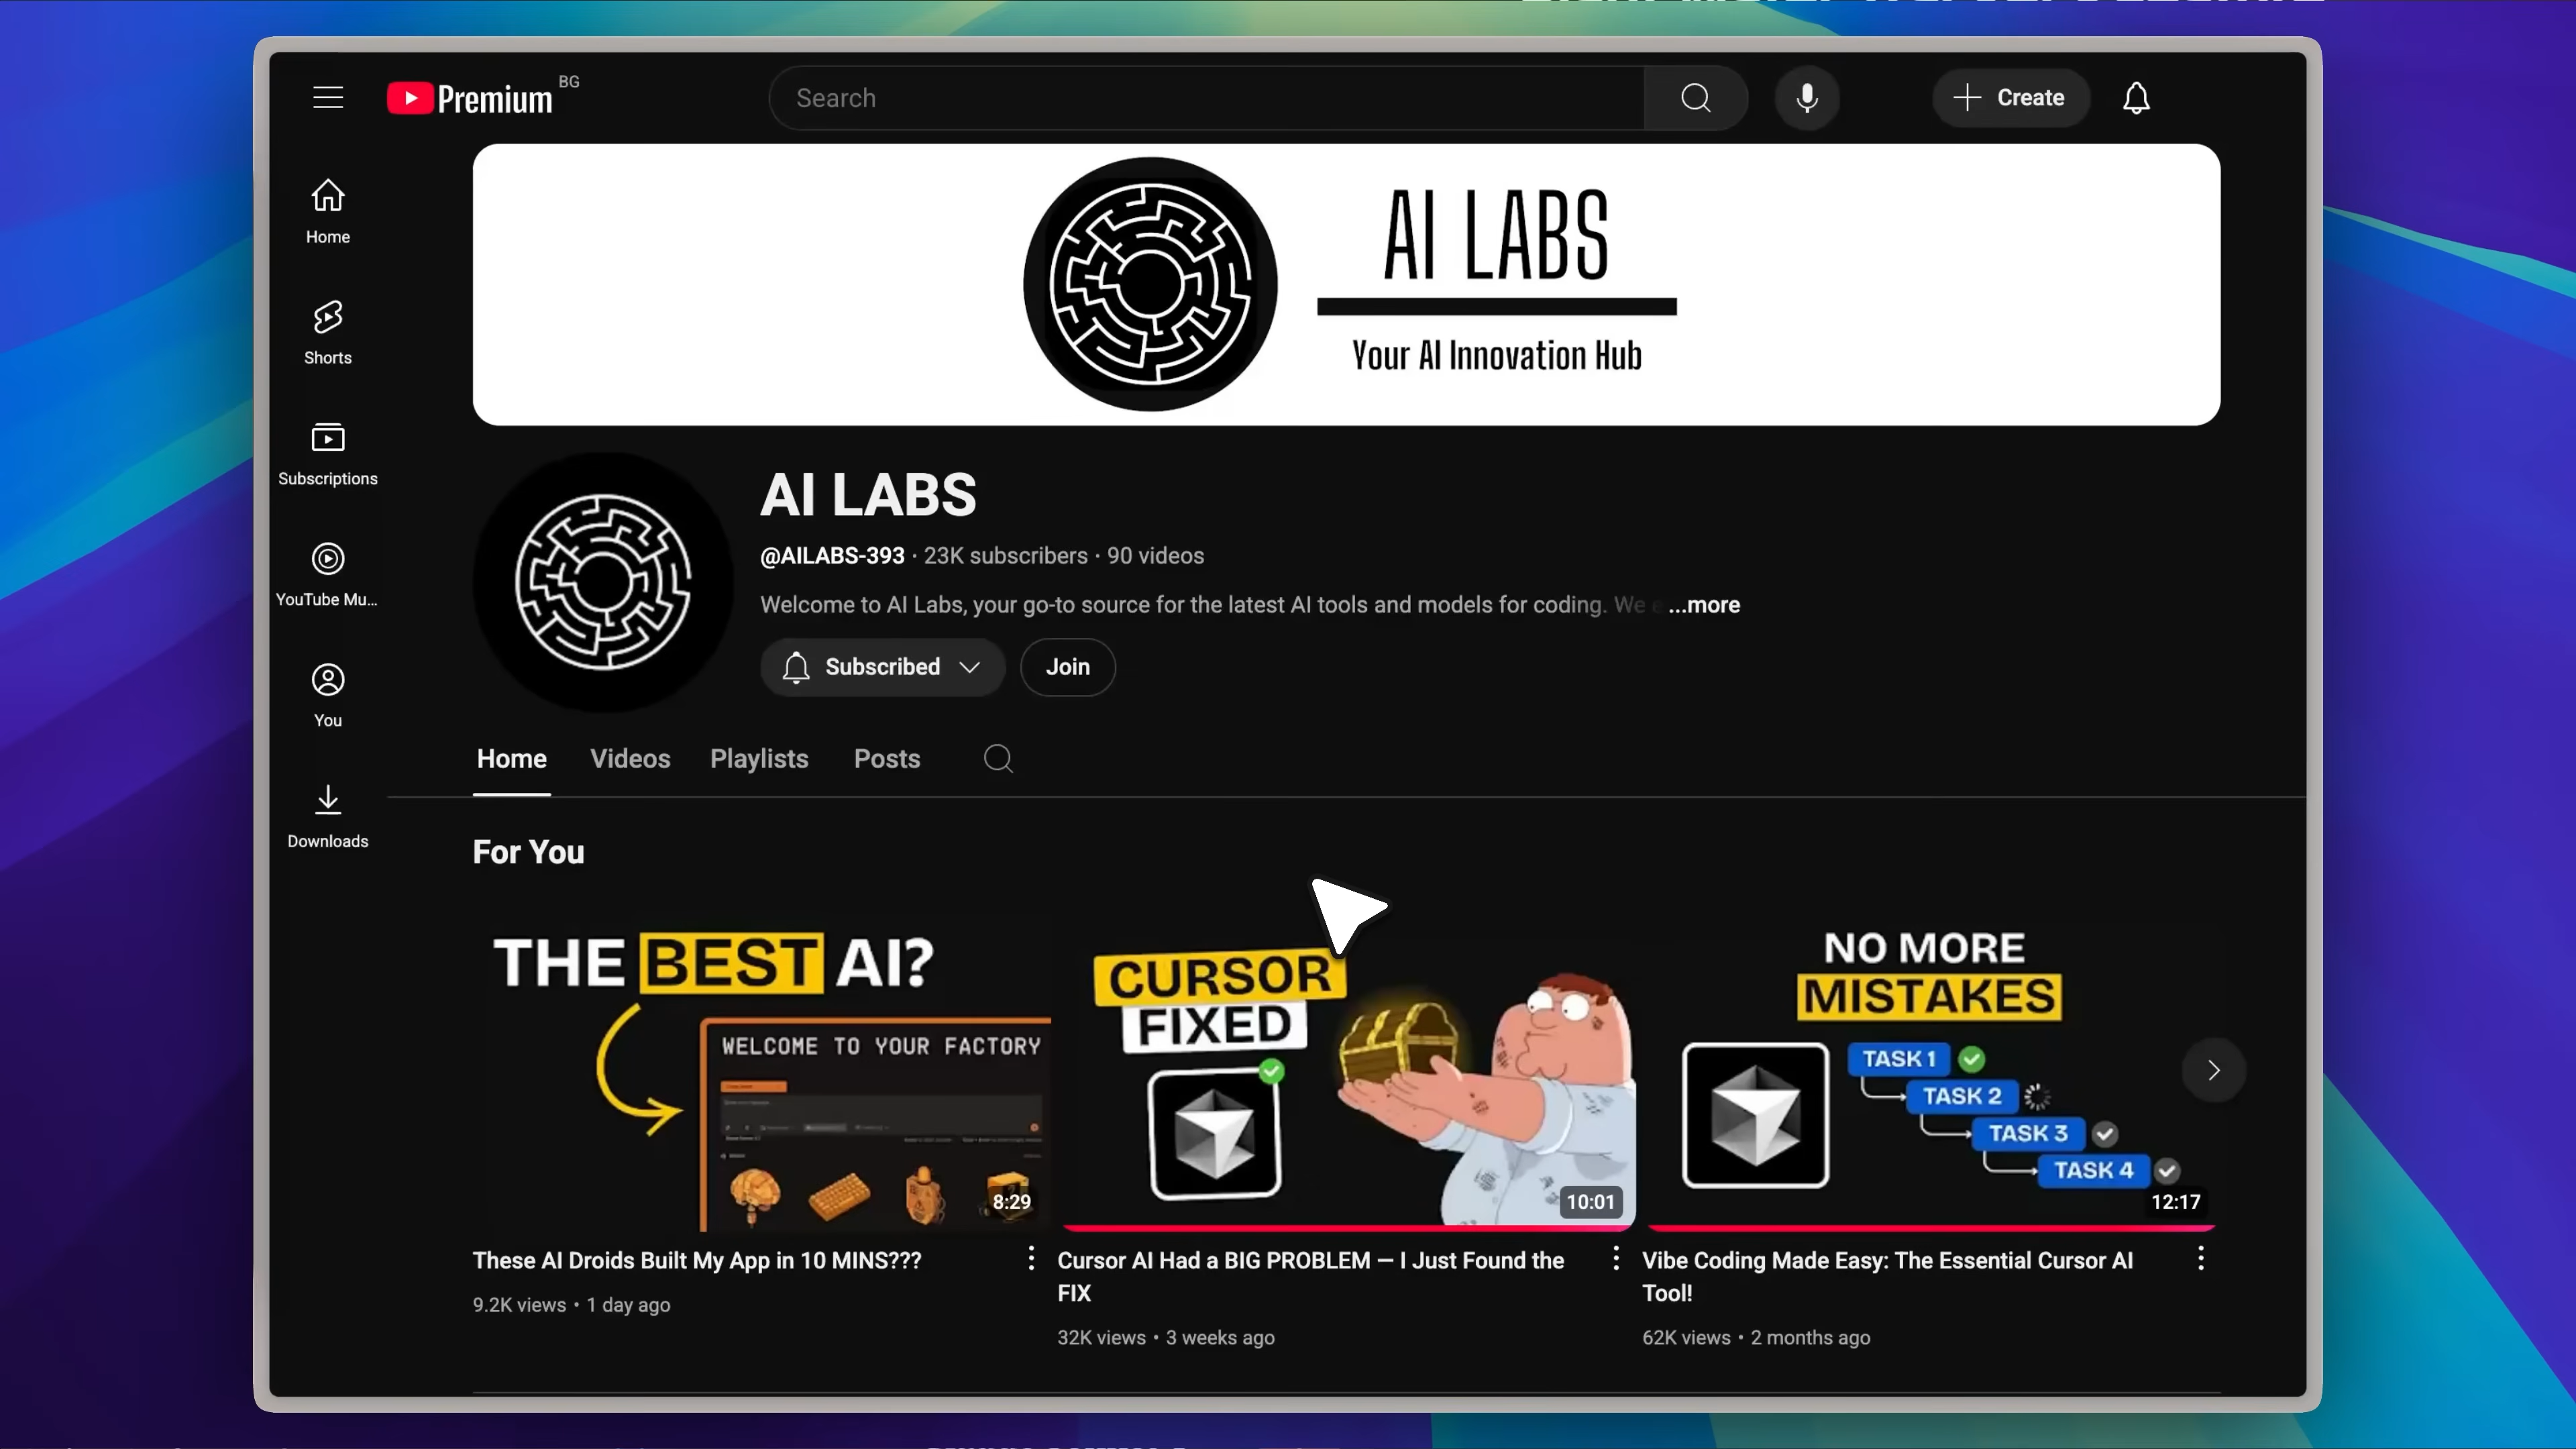 Premium BG
Search
Create
Home
Shorts
Subscriptions
YouTube Mu...
You
Downloads
AI LABS
Your AI Innovation Hub
AI LABS
@AILABS-393 · 23K subscribers · 90 videos
Welcome to AI Labs, your go-to source for the latest AI tools and models for coding. We ...more
Subscribed
Join
Home Videos Playlists Posts
For You
THE BEST AI?
WELCOME TO YOUR FACTORY
8:29
These AI Droids Built My App in 10 MINS???
9.2K views • 1 day ago
CURSOR
FIXED
10:01
Cursor AI Had a BIG PROBLEM — I Just Found the
FIX
32K views • 3 weeks ago
NO MORE
MISTAKES
TASK 1
TASK 2
TASK 3
TASK 4
12:17
Vibe Coding Made Easy: The Essential Cursor AI
Tool!
62K views • 2 months ago